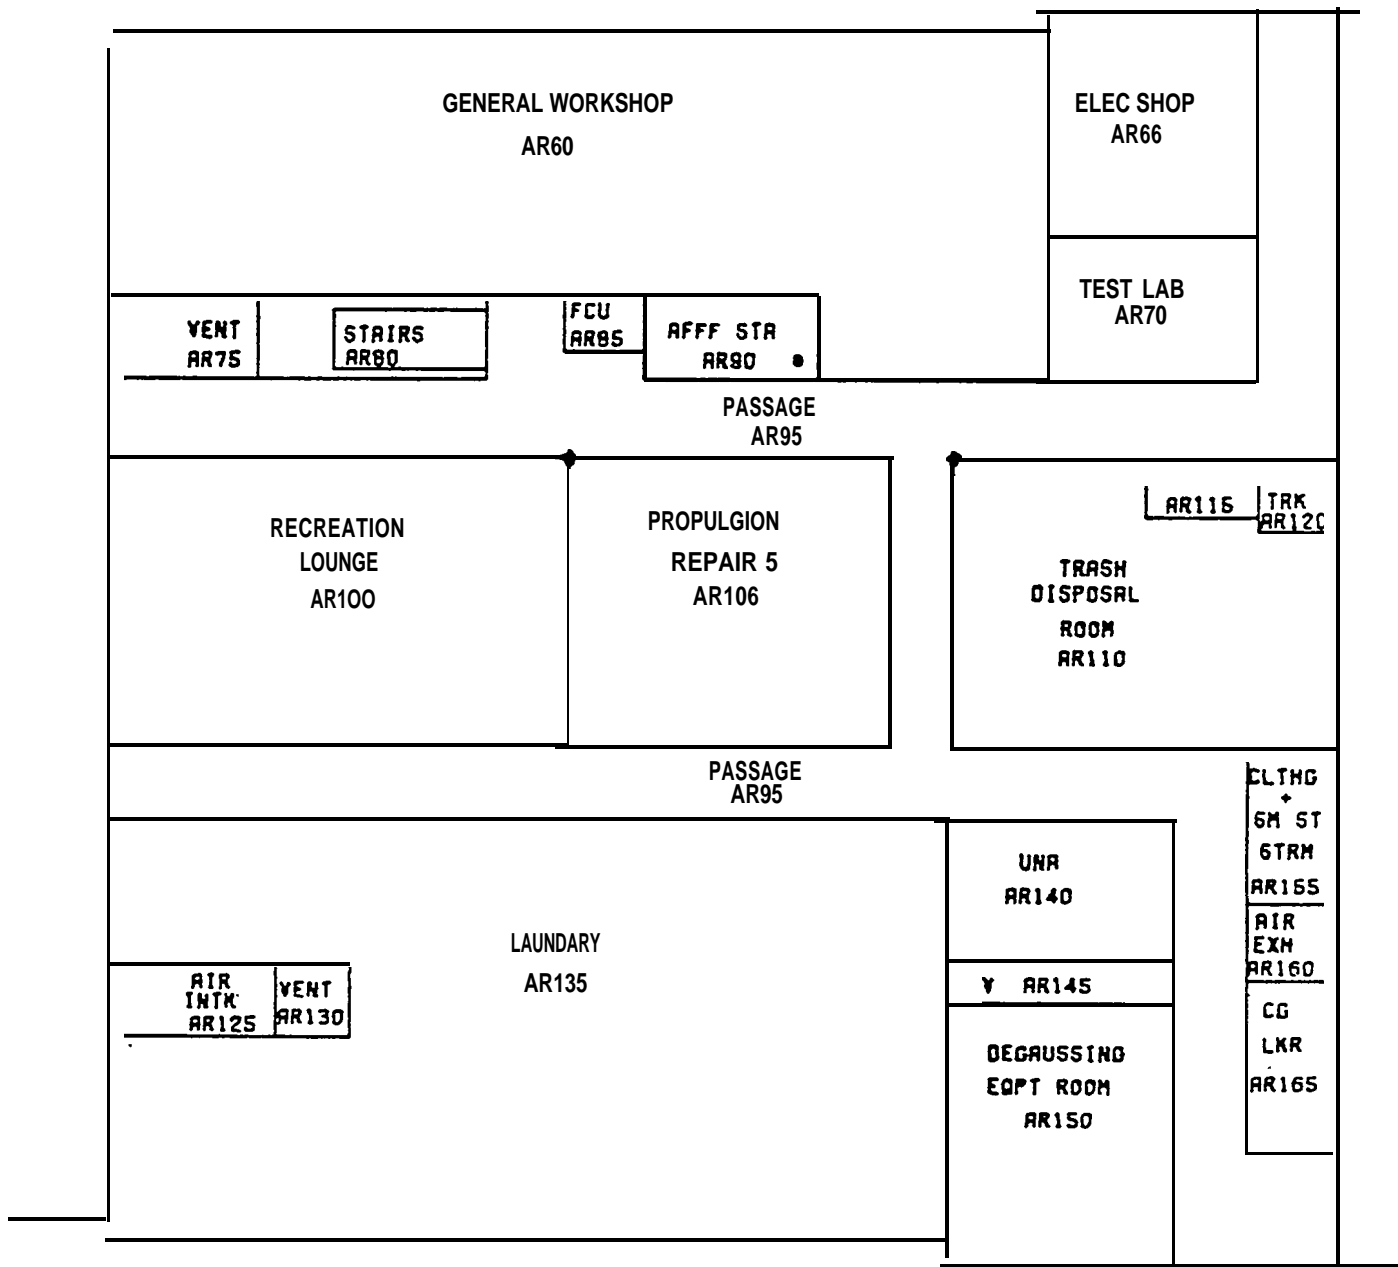 GENERAL WORKSHOP
AR60
ELEC SHOP
AR66
TEST LAB
AR70
VENT
AR75
STAIRS
AR80
FCU
AR85
AFFF STA
AR90
PASSAGE
AR95
RECREATION
LOUNGE
AR100
PROPULGION
REPAIR 5
AR106
AR115
TRK
AR120
TRASH
DISPOSAL
ROOM
AR110
PASSAGE
AR95
CLTHG
+
GM ST
GTRM
AR155
AIR
EXH
AR160
CG
LKR
AR165
UNA
AR140
V AR145
DEGAUSSING
EQPT ROOM
AR150
LAUNDARY
AR135
AIR
INTK
AR125
VENT
AR130